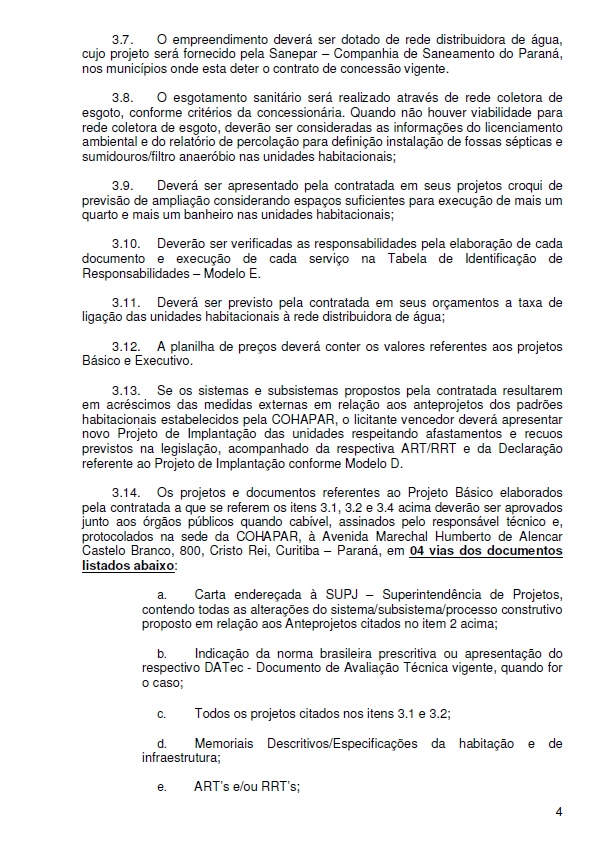 3.7. O empreendimento deverá ser dotado de rede distribuidora de água,
cujo projeto será fornecido pela Sanepar – Companhia de Saneamento do Paraná,
nos municípios onde esta deter o contrato de concessão vigente.
3.8. O esgotamento sanitário será realizado através de rede coletora de
esgoto, conforme critérios da concessionária. Quando não houver viabilidade para
rede coletora de esgoto, deverão ser consideradas as informações do licenciamento
ambiental e do relatório de percolação para definição instalação de fossas sépticas e
sumidouros/filtro anaeróbio nas unidades habitacionais;
3.9. Deverá ser apresentado pela contratada em seus projetos croqui de
previsão de ampliação considerando espaços suficientes para execução de mais um
quarto e mais um banheiro nas unidades habitacionais;
3.10. Deverão ser verificadas as responsabilidades pela elaboração de cada
documento e execução de cada serviço na Tabela de Identificação de
Responsabilidades – Modelo E.
3.11. Deverá ser previsto pela contratada em seus orçamentos a taxa de
ligação das unidades habitacionais à rede distribuidora de água;
3.12. A planilha de preços deverá conter os valores referentes aos projetos
Básico e Executivo.
3.13. Se os sistemas e subsistemas propostos pela contratada resultarem
em acréscimos das medidas externas em relação aos anteprojetos dos padrões
habitacionais estabelecidos pela COHAPAR, o licitante vencedor deverá apresentar
novo Projeto de Implantação das unidades respeitando afastamentos e recuos
previstos na legislação, acompanhado da respectiva ART/RRT e da Declaração
referente ao Projeto de Implantação conforme Modelo D.
3.14. Os projetos e documentos referentes ao Projeto Básico elaborados
pela contratada a que se referem os itens 3.1, 3.2 e 3.4 acima deverão ser aprovados
junto aos órgãos públicos quando cabível, assinados pelo responsável técnico e,
protocolados na sede da COHAPAR, à Avenida Marechal Humberto de Alencar
Castelo Branco, 800, Cristo Rei, Curitiba – Paraná, em 04 vias dos documentos
listados abaixo:
a. Carta endereçada à SUPJ – Superintendência de Projetos,
contendo todas as alterações do sistema/subsistema/processo construtivo
proposto em relação aos Anteprojetos citados no item 2 acima;
b. Indicação da norma brasileira prescritiva ou apresentação do
respectivo DATec - Documento de Avaliação Técnica vigente, quando for
o caso;
c. Todos os projetos citados nos itens 3.1 e 3.2;
d. Memoriais Descritivos/Especificações da habitação e de
infraestrutura;
e. ART's e/ou RRT's;
4